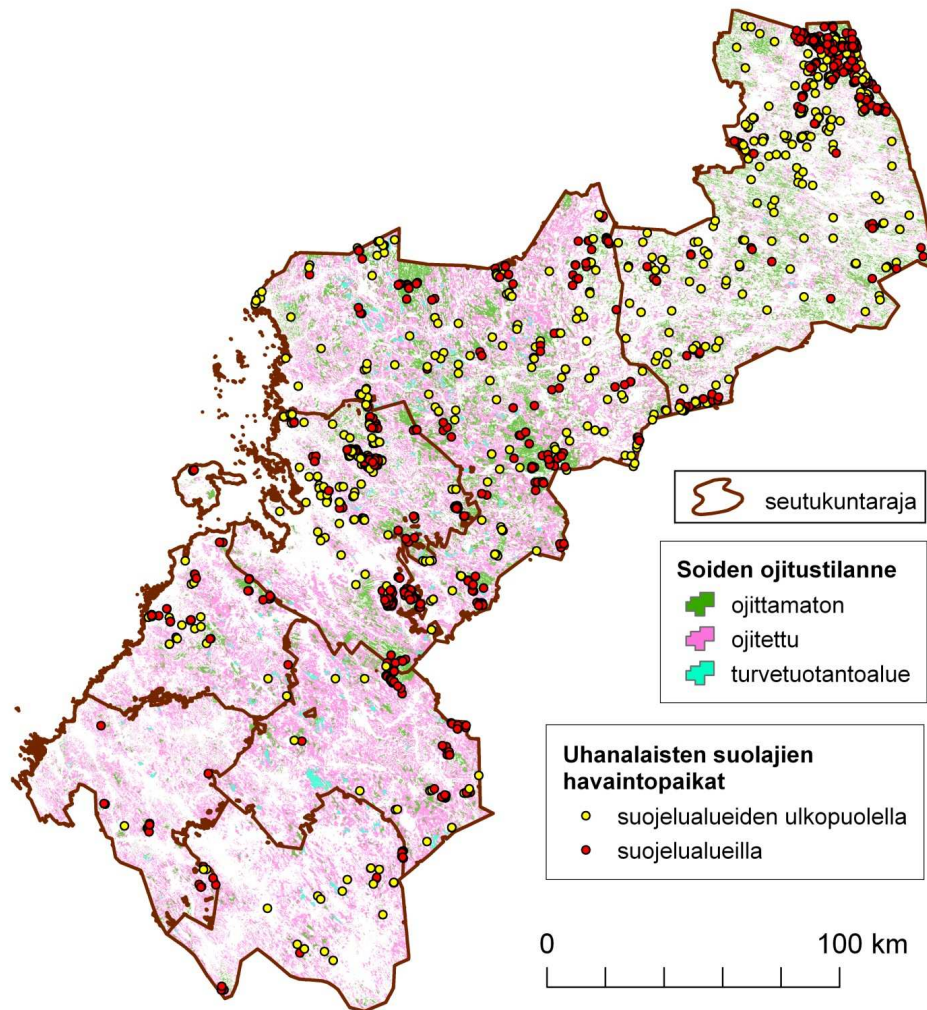 seutukuntaraja
Soiden ojitustilanne
ojittamaton
ojitettu
turvetuotantoalue
Uhanalaisten suolajien
havaintopaikat
suojelualueiden ulkopuolella
suojelualueilla
0 100 km